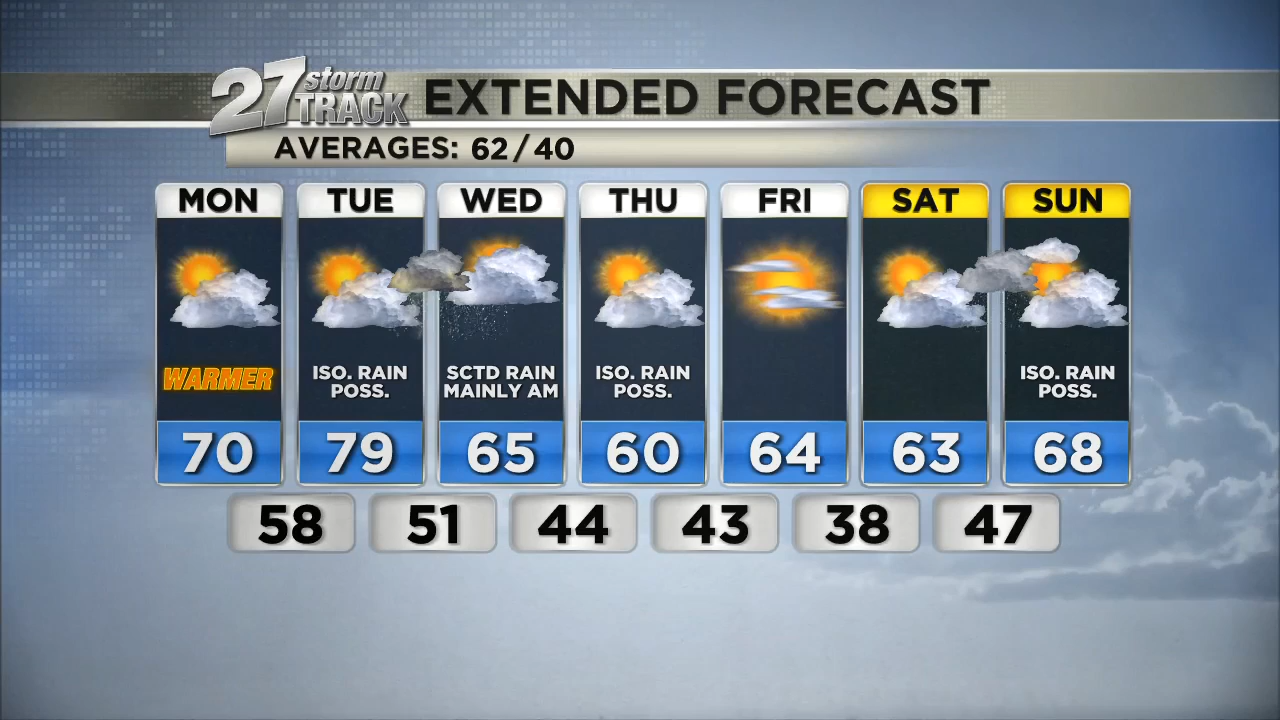 27 storm TRACK EXTENDED FORECAST
AVERAGES: 62/40
MON TUE WED THU FRI SAT SUN
WARMER ISO. RAIN POSS. SCTD RAIN MAINLY AM ISO. RAIN POSS. ISO. RAIN POSS.
70 79 65 60 64 63 68
58 51 44 43 38 47